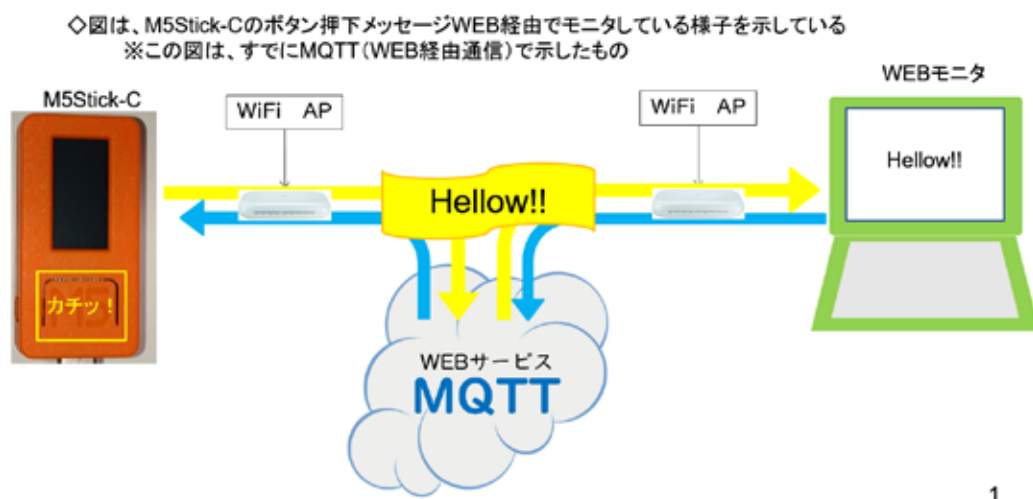 ◇図は、M5Stick-Cのボタン押下メッセージWEB経由でモニタしている様子を示している
※この図は、すでにMQTT(WEB経由通信)で示したもの
M5Stick-C
WiFi AP
WiFi AP
WEBモニタ
Hellow!!
Hellow!!
カチッ!
M5
WEBサービス
MQTT
1